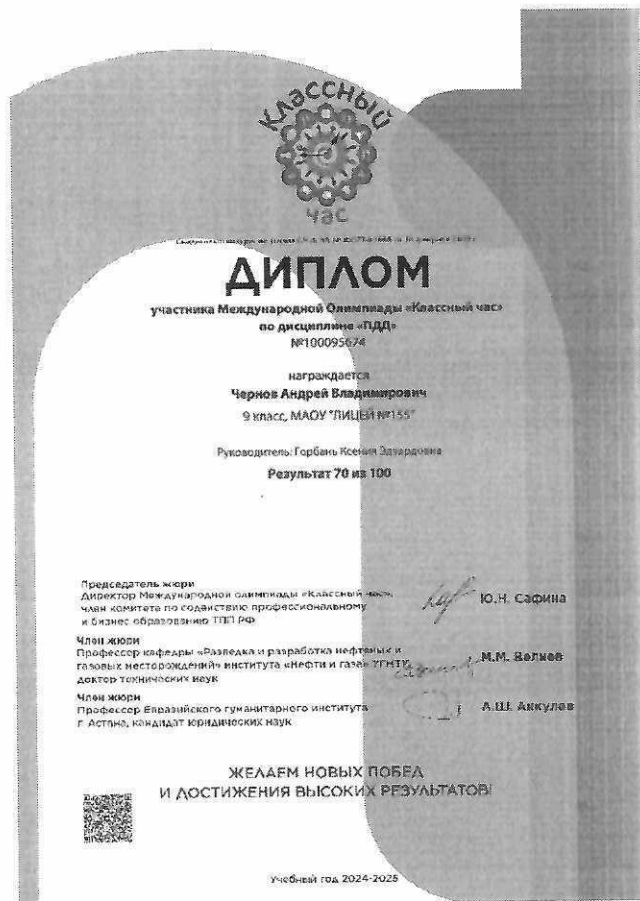 Классный
час
ДИПЛОМ
участника Международной Олимпиады «Классный час»
по дисциплине «ПДД»
№100095674
награждается
Чернов Андрей Владимирович
9 класс, МАОУ "ЛИЦЕЙ №155"
Руководитель: Горбань Ксения Эдуардовна
Результат 70 из 100
Председатель жюри
Директор Международной олимпиады «Классный час»,
член комитета по содействию профессиональному
и бизнес образованию ТПП РФ
Ю.Н. Сафина
Член жюри
Профессор кафедры «Разведка и разработка нефтяных и
газовых месторождений» института «Нефти и газа» УГНТУ,
доктор технических наук
М.М. Велиев
Член жюри
Профессор Евразийского гуманитарного института
г. Астана, кандидат юридических наук
А.Ш. Аккулев
ЖЕЛАЕМ НОВЫХ ПОБЕД
И ДОСТИЖЕНИЯ ВЫСОКИХ РЕЗУЛЬТАТОВ!
Учебный год 2024-2025